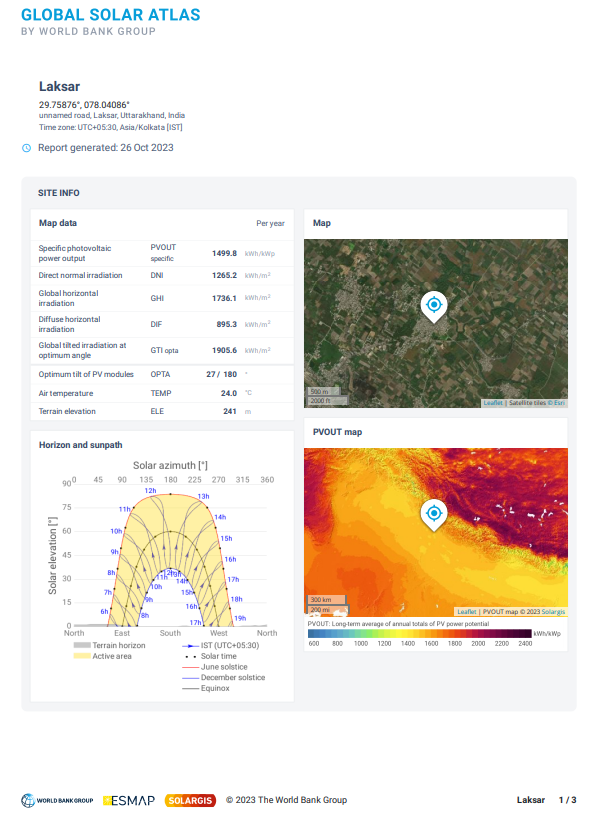 GLOBAL SOLAR ATLAS
BY WORLD BANK GROUP
Laksar
29.75876°, 078.04086°
unnamed road, Laksar, Uttarakhand, India
Time zone: UTC+05:30, Asia/Kolkata [IST]
Report generated: 26 Oct 2023
SITE INFO
Map data Per year
Specific photovoltaic power output PVOUT specific 1499.8 kWh/kWp
Direct normal irradiation DNI 1265.2 kWh/m²
Global horizontal irradiation GHI 1736.1 kWh/m²
Diffuse horizontal irradiation DIF 895.3 kWh/m²
Global tilted irradiation at optimum angle GTI opta 1905.6 kWh/m²
Optimum tilt of PV modules OPTA 27 / 180 °
Air temperature TEMP 24.0 °C
Terrain elevation ELE 241 m
Map
500 m
2000 ft
Leaflet | Satellite tiles © Esri
PVOUT map
300 km
200 mi
Leaflet | PVOUT map © 2023 Solargis
PVOUT: Long-term average of annual totals of PV power potential
kWh/kWp
600 800 1000 1200 1400 1600 1800 2000 2200 2400
Horizon and sunpath
Solar azimuth [°]
0 45 90 135 180 225 270 315 360
Solar elevation [°]
90
75
60
45
30
15
0
12h 13h
11h 14h
10h 15h
9h 16h
8h 17h
7h 18h
6h 19h
11h 12h 13h 14h
10h 15h
9h 16h
8h 17h
North East South West North
Terrain horizon
Active area
IST (UTC+05:30)
Solar time
June solstice
December solstice
Equinox
WORLD BANK GROUP
ESMAP
SOLARGIS
© 2023 The World Bank Group
Laksar 1 / 3